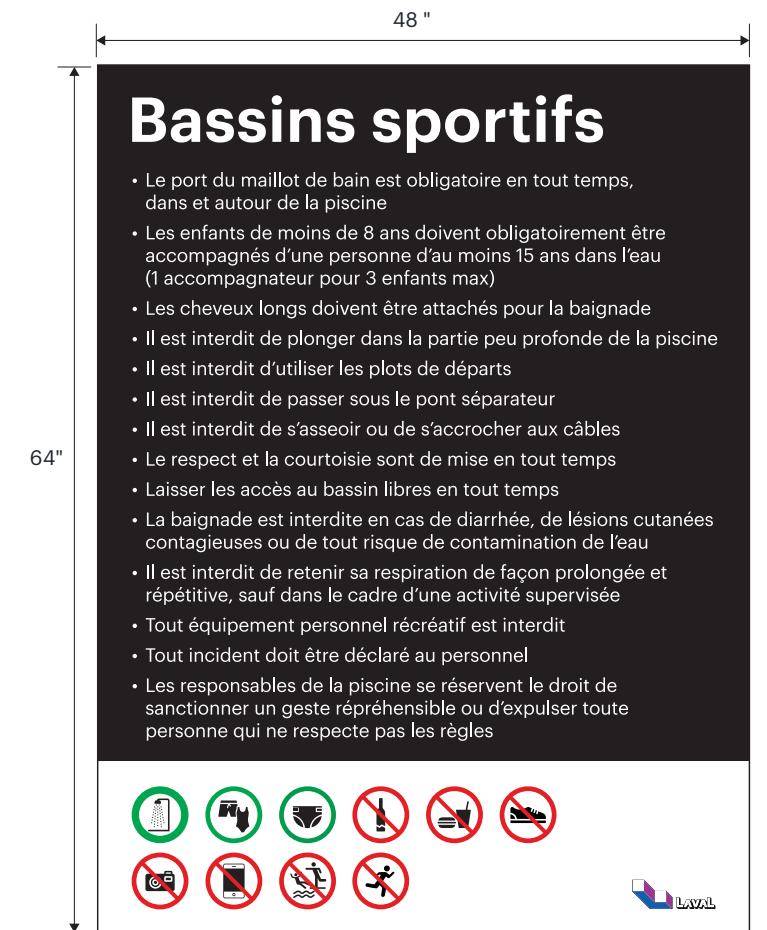 48 "
Bassins sportifs
• Le port du maillot de bain est obligatoire en tout temps,
dans et autour de la piscine
• Les enfants de moins de 8 ans doivent obligatoirement être
accompagnés d'une personne d'au moins 15 ans dans l'eau
(1 accompagnateur pour 3 enfants max)
• Les cheveux longs doivent être attachés pour la baignade
• Il est interdit de plonger dans la partie peu profonde de la piscine
• Il est interdit d'utiliser les plots de départs
• Il est interdit de passer sous le pont séparateur
• Il est interdit de s'asseoir ou de s'accrocher aux câbles
64"
• Le respect et la courtoisie sont de mise en tout temps
• Laisser les accès au bassin libres en tout temps
• La baignade est interdite en cas de diarrhée, de lésions cutanées
contagieuses ou de tout risque de contamination de l'eau
• Il est interdit de retenir sa respiration de façon prolongée et
répétitive, sauf dans le cadre d'une activité supervisée
• Tout équipement personnel récréatif est interdit
• Tout incident doit être déclaré au personnel
• Les responsables de la piscine se réservent le droit de
sanctionner un geste répréhensible ou d'expulser toute
personne qui ne respecte pas les règles
LAVAL